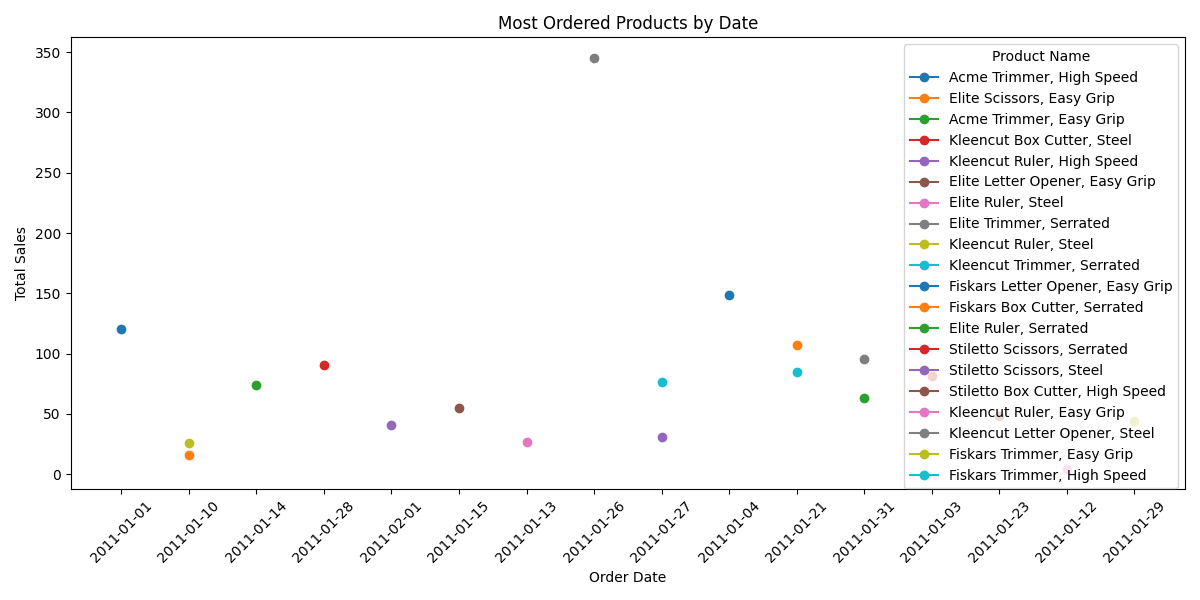 Most Ordered Products by Date
Total Sales
350
300
250
200
150
100
50
0
Product Name
Acme Trimmer, High Speed
Elite Scissors, Easy Grip
Acme Trimmer, Easy Grip
Kleencut Box Cutter, Steel
Kleencut Ruler, High Speed
Elite Letter Opener, Easy Grip
Elite Ruler, Steel
Elite Trimmer, Serrated
Kleencut Ruler, Steel
Kleencut Trimmer, Serrated
Fiskars Letter Opener, Easy Grip
Fiskars Box Cutter, Serrated
Elite Ruler, Serrated
Stiletto Scissors, Serrated
Stiletto Scissors, Steel
Stiletto Box Cutter, High Speed
Kleencut Ruler, Easy Grip
Kleencut Letter Opener, Steel
Fiskars Trimmer, Easy Grip
Fiskars Trimmer, High Speed
2011-01-01
2011-01-10
2011-01-14
2011-01-28
2011-02-01
2011-01-15
2011-01-13
2011-01-26
2011-01-27
2011-01-04
2011-01-21
2011-01-31
2011-01-03
2011-01-23
2011-01-12
2011-01-29
Order Date